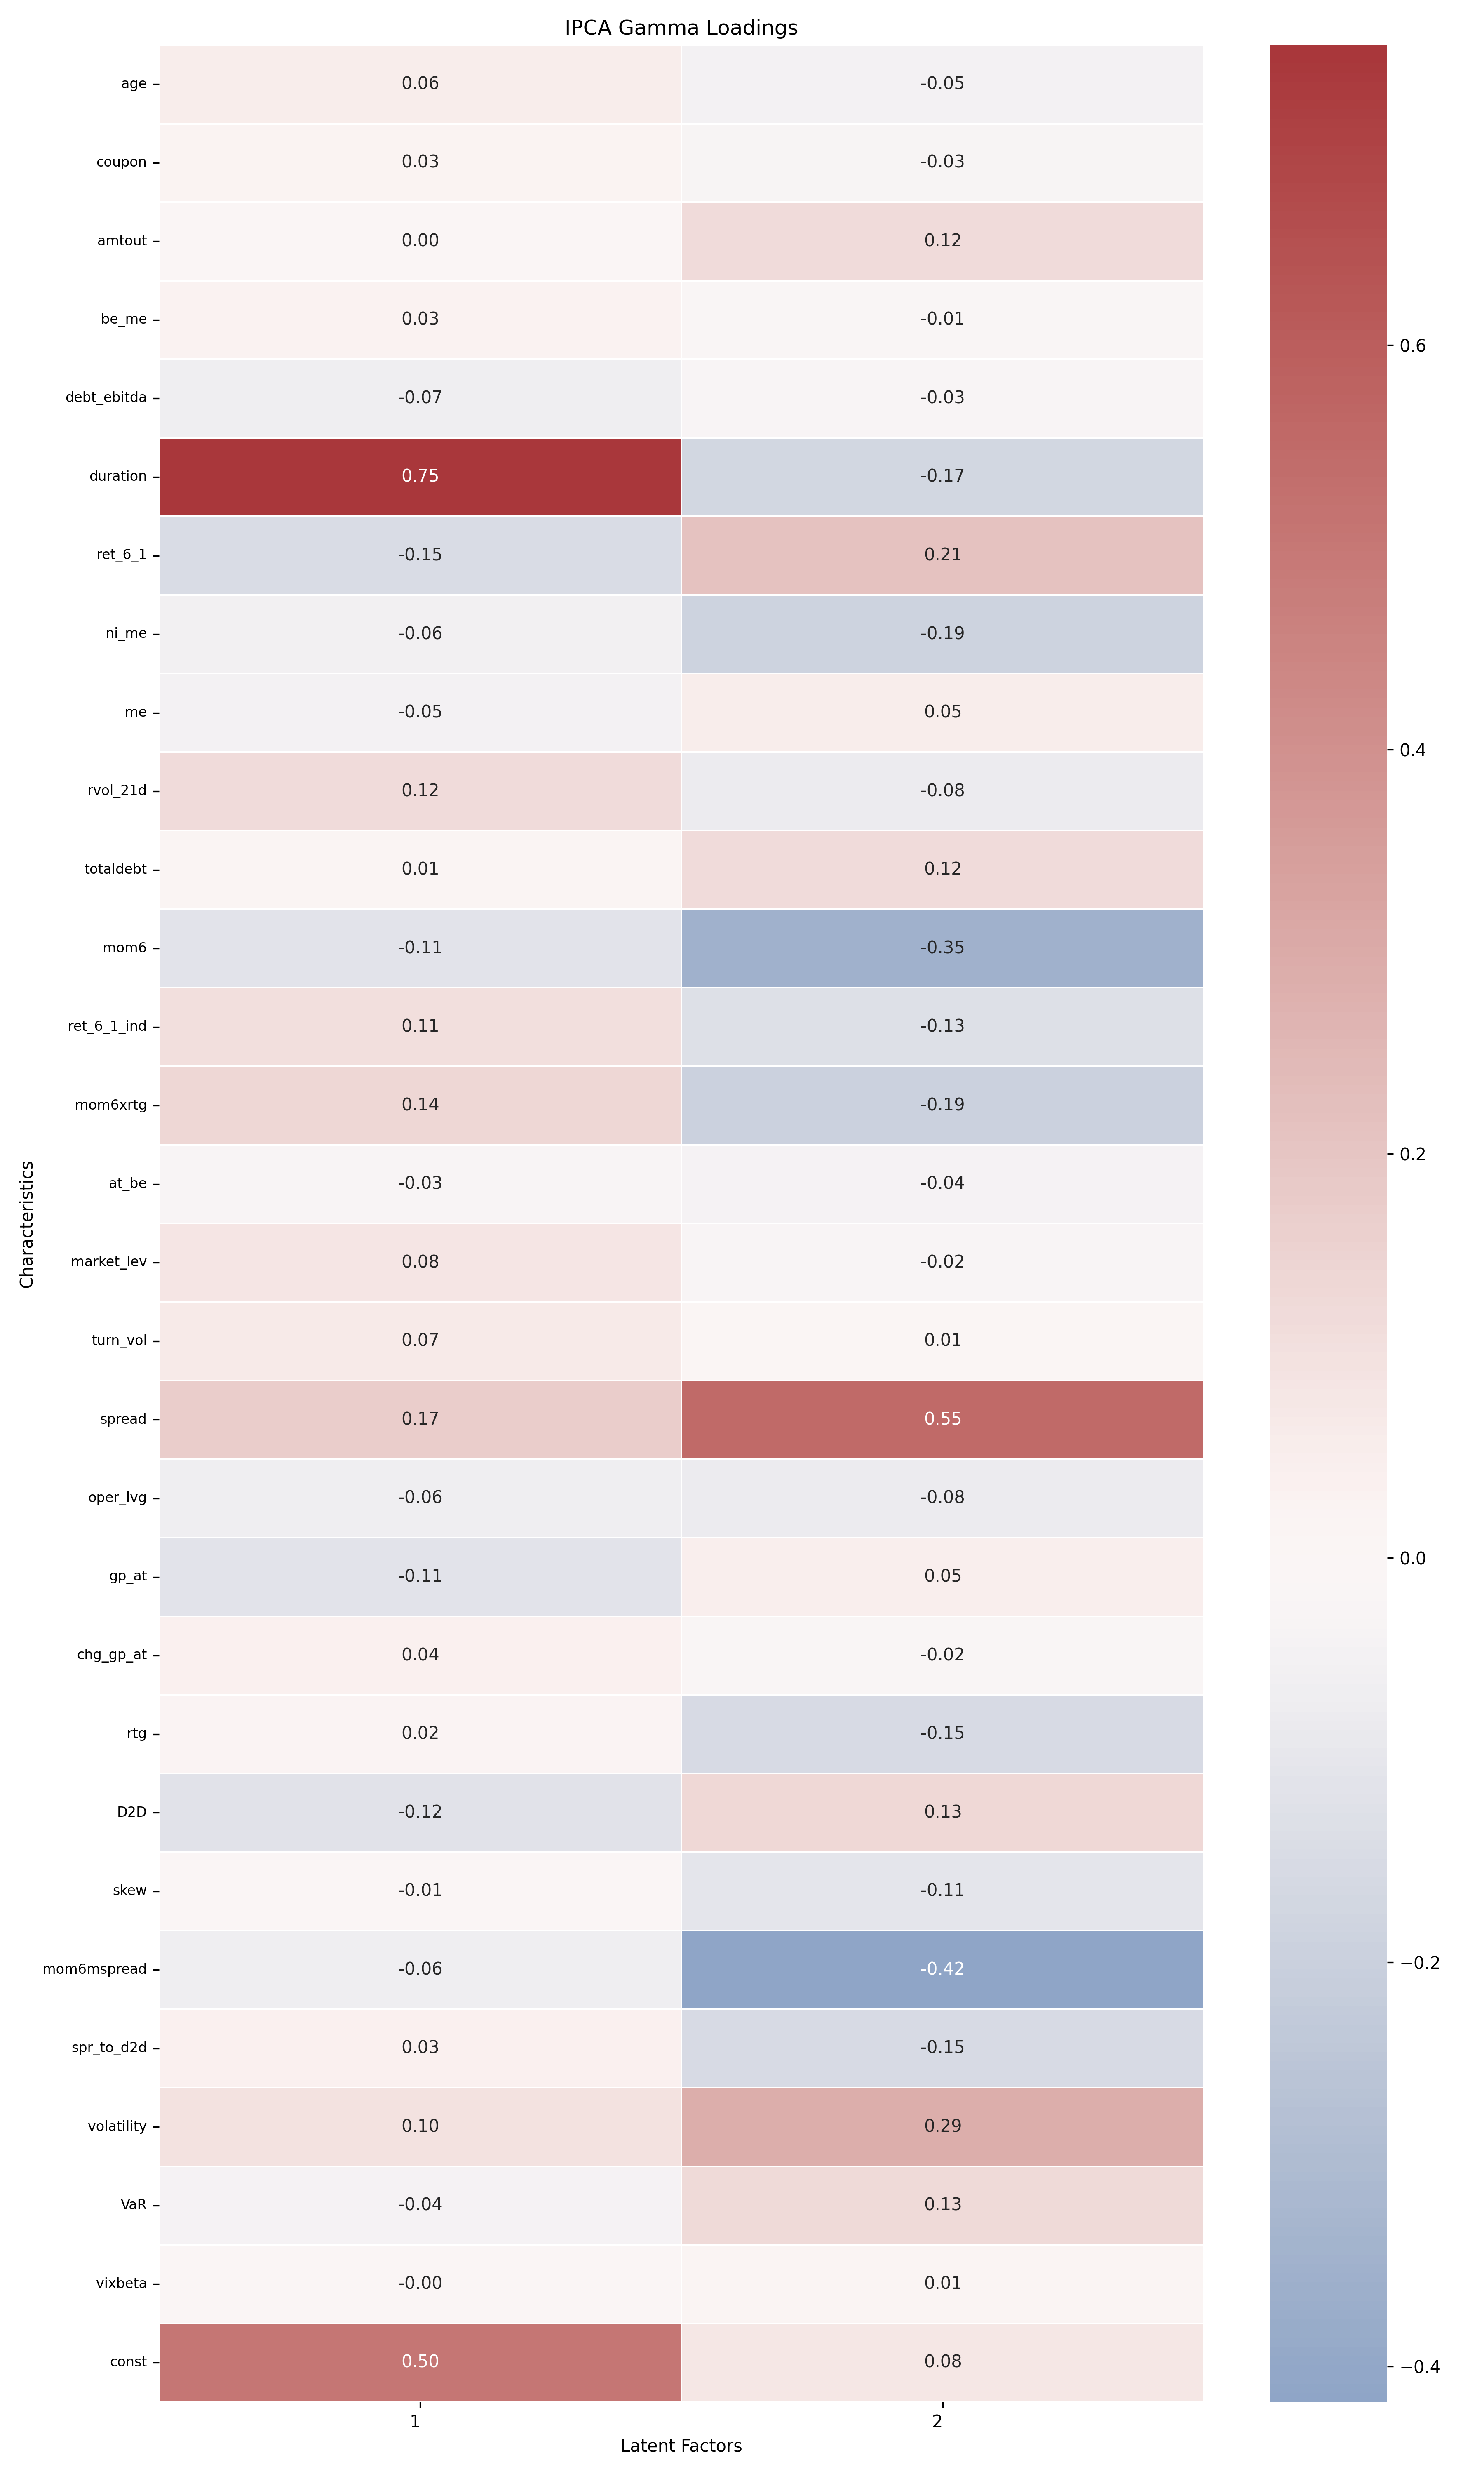 IPCA Gamma Loadings
age 0.06 -0.05
coupon 0.03 -0.03
amtout 0.00 0.12
be_me 0.03 -0.01
debt_ebitda -0.07 -0.03
duration 0.75 -0.17
ret_6_1 -0.15 0.21
ni_me -0.06 -0.19
me -0.05 0.05
rvol_21d 0.12 -0.08
totaldebt 0.01 0.12
mom6 -0.11 -0.35
ret_6_1_ind 0.11 -0.13
mom6xrtg 0.14 -0.19
at_be -0.03 -0.04
market_lev 0.08 -0.02
turn_vol 0.07 0.01
spread 0.17 0.55
oper_lvg -0.06 -0.08
gp_at -0.11 0.05
chg_gp_at 0.04 -0.02
rtg 0.02 -0.15
D2D -0.12 0.13
skew -0.01 -0.11
mom6mspread -0.06 -0.42
spr_to_d2d 0.03 -0.15
volatility 0.10 0.29
VaR -0.04 0.13
vixbeta -0.00 0.01
const 0.50 0.08
1 2
Latent Factors
Characteristics
0.6
0.4
0.2
0.0
−0.2
−0.4